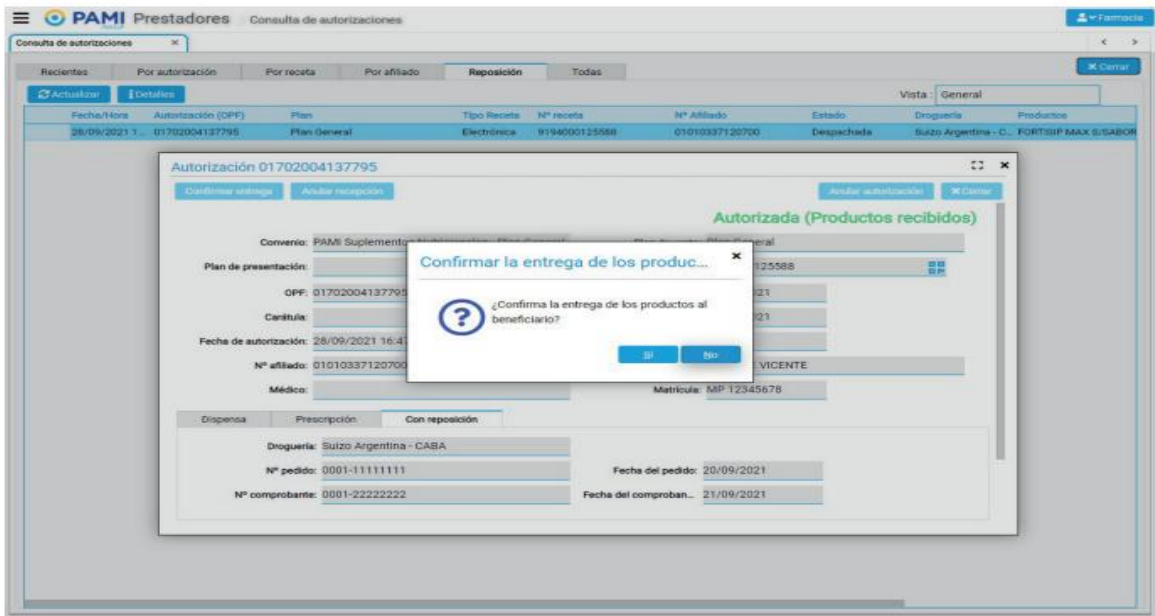 PAMI Prestadores Consulta de autorizaciones Farmacia
Consulta de autorizaciones
Recientes Por autorización Por receta Por afiliado Reposición Todas Cerrar
Actualizar Detalles Vista : General
Fecha/Hora Autorización (OPF) Plan Tipo Receta Nº receta Nº Afiliado Estado Droguería Productos
28/09/2021 1... 01702004137795 Plan General Electrónica 9194000125588 01010337120700 Despachada Suizo Argentina - C... FORTISIP MAX S/SABOR
Autorización 01702004137795
Confirmar entrega Anular recepción Anular autorización Cerrar
Autorizada (Productos recibidos)
Convenio: PAMI Suplementos
Plan de presentación: 125588
OPF: 01702004137795
Carátula:
Fecha de autorización: 28/09/2021 16:4
Nº afiliado: 01010337120700 VICENTE
Médico: Matrícula: MP 12345678
Confirmar la entrega de los produc...
¿Confirma la entrega de los productos al
beneficiario?
Si No
Dispensa Prescripción Con reposición
Droguería: Suizo Argentina - CABA
Nº pedido: 0001-11111111 Fecha del pedido: 20/09/2021
Nº comprobante: 0001-22222222 Fecha del comproban... 21/09/2021